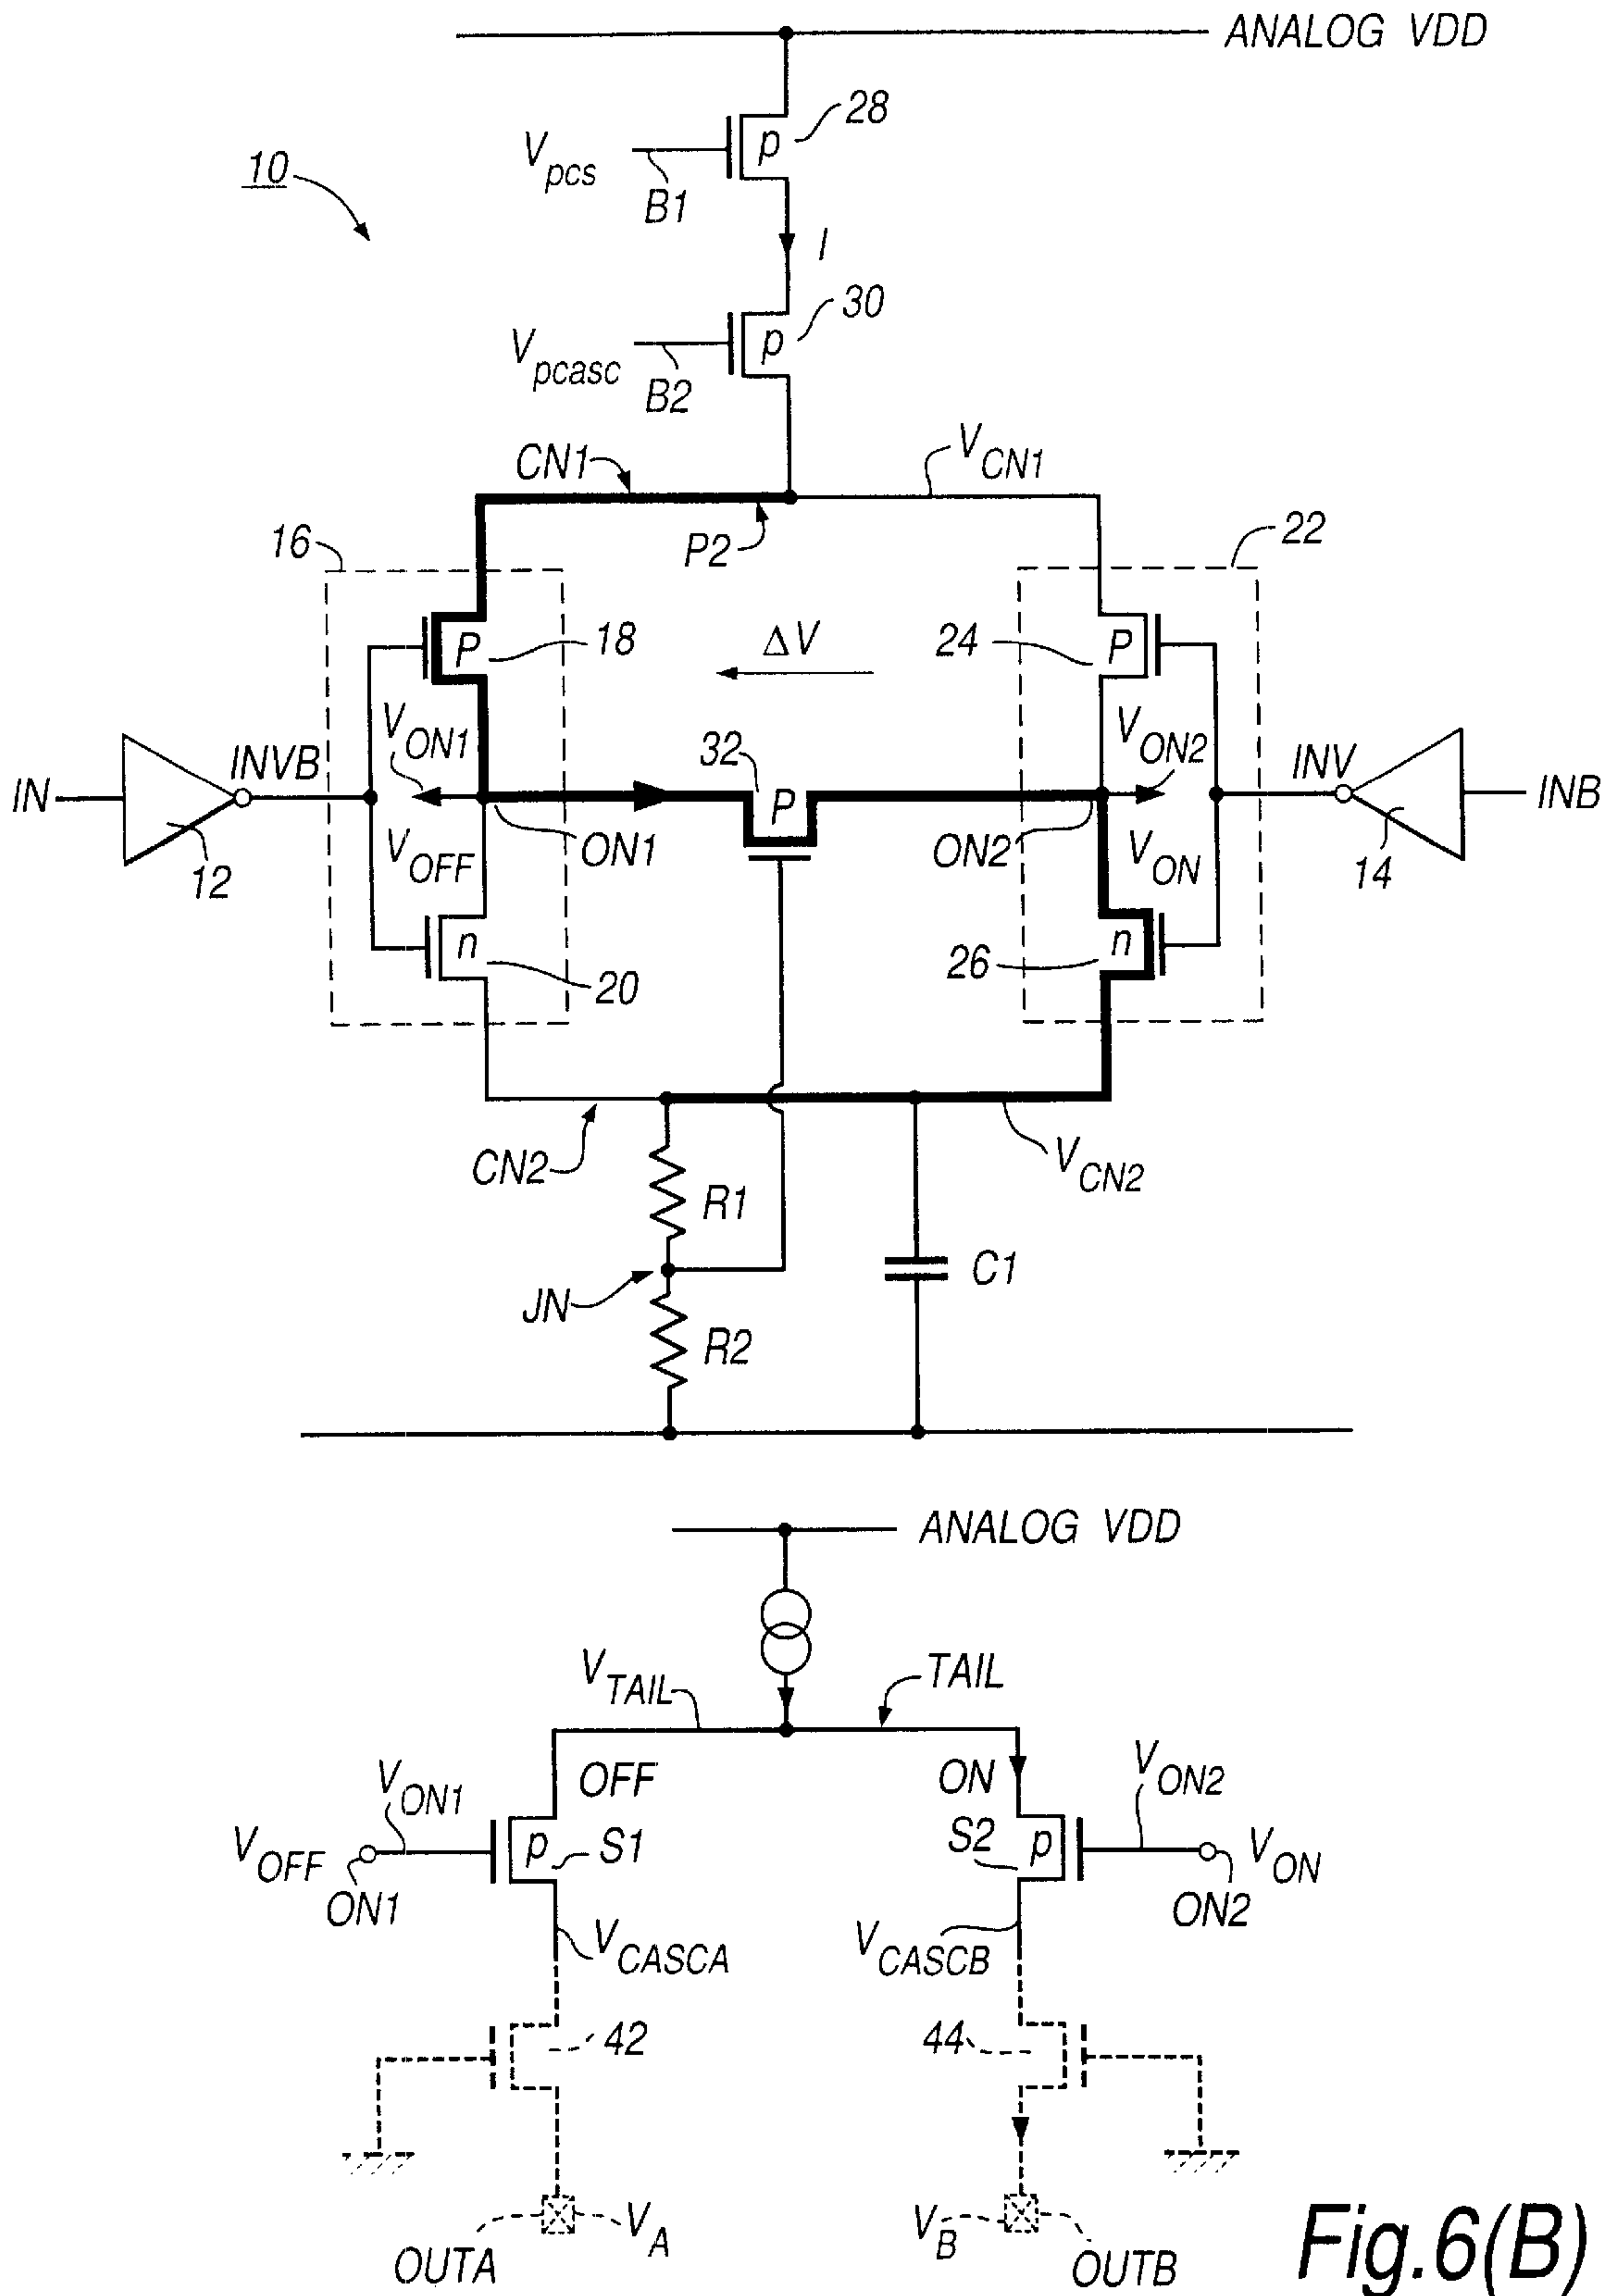 ANALOG VDD
28
Vpcs
p
10
B1
I
30
Vpcasc
p
B2
CN1
VCN1
16
P2
22
P
18
ΔV
24
P
VON1
32
VON2
IN
INVB
P
INV
INB
12
VOFF
ON1
ON2
VON
14
n
20
26
n
CN2
VCN2
R1
JN
C1
R2
ANALOG VDD
VTAIL
TAIL
OFF
ON
VON1
VON2
VOFF
p
S1
S2
p
VON
ON1
ON2
VCASCA
VCASCB
42
44
VA
VB
OUTA
OUTB
Fig.6(B)